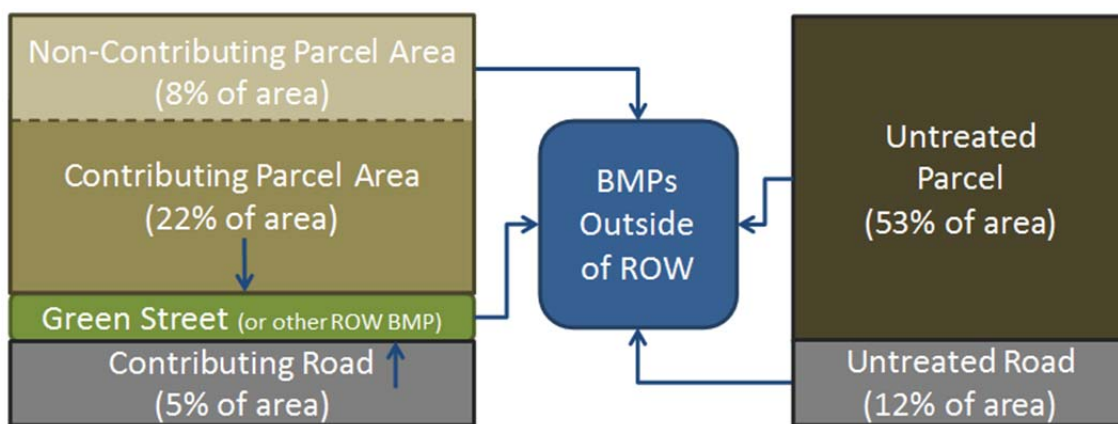 Non-Contributing Parcel Area
(8% of area)
Contributing Parcel Area
(22% of area)
Green Street (or other ROW BMP)
Contributing Road
(5% of area)
BMPs
Outside
of ROW
Untreated
Parcel
(53% of area)
Untreated Road
(12% of area)